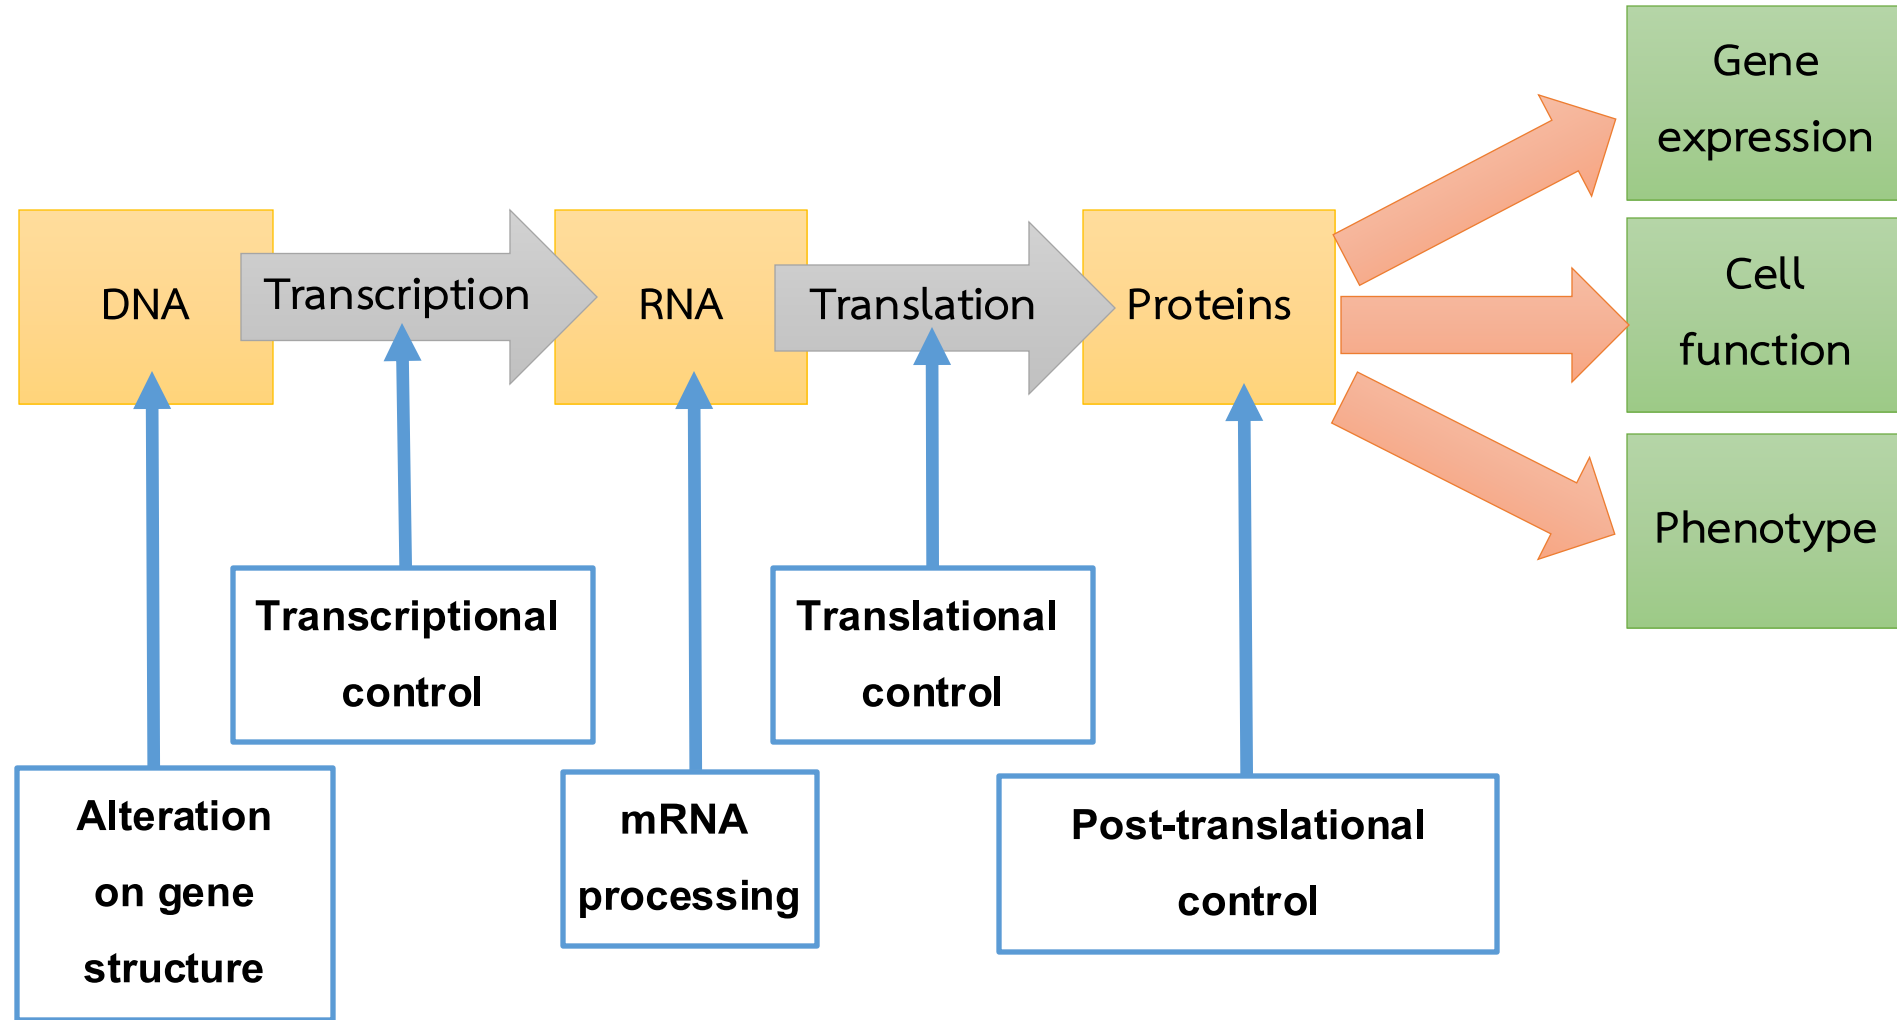 Gene
expression
DNA
Transcription
RNA
Translation
Proteins
Cell
function
Phenotype
Transcriptional
control
Translational
control
Alteration
on gene
structure
mRNA
processing
Post-translational
control